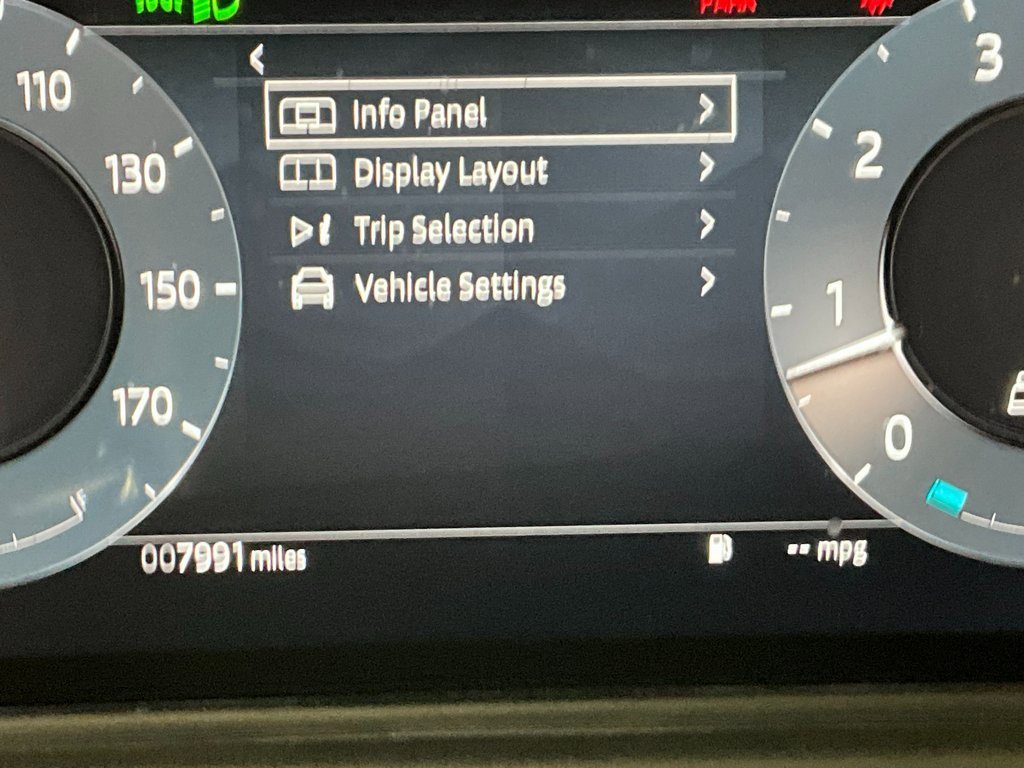 PARK
110
130
150
170
<
Info Panel >
Display Layout >
Trip Selection >
Vehicle Settings >
3
2
1
0
007991 miles
-- mpg